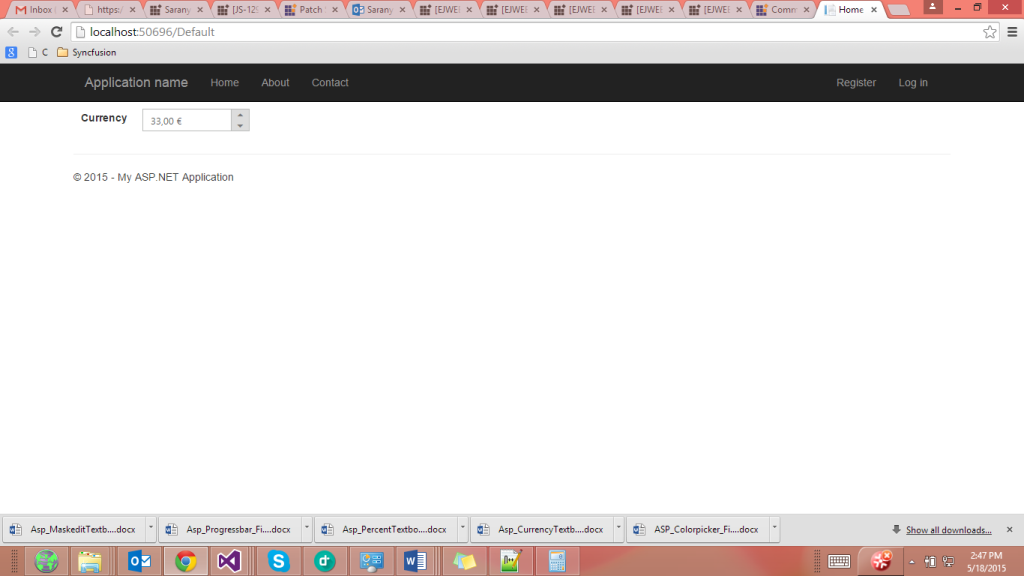 Inbox
https:/
Sarany
[JS-12(
Patch
Sarany
[EJWE
[EJWE
[EJWE
[EJWE
[EJWE
Comm
Home
localhost:50696/Default
C
Syncfusion
Application name Home About Contact Register Log in
Currency 33,00 €
© 2015 - My ASP.NET Application
Asp_MaskeditTextb....docx
Asp_Progressbar_Fi....docx
Asp_PercentTextbo....docx
Asp_CurrencyTextb....docx
ASP_Colorpicker_Fi....docx
Show all downloads...
2:47 PM
5/18/2015